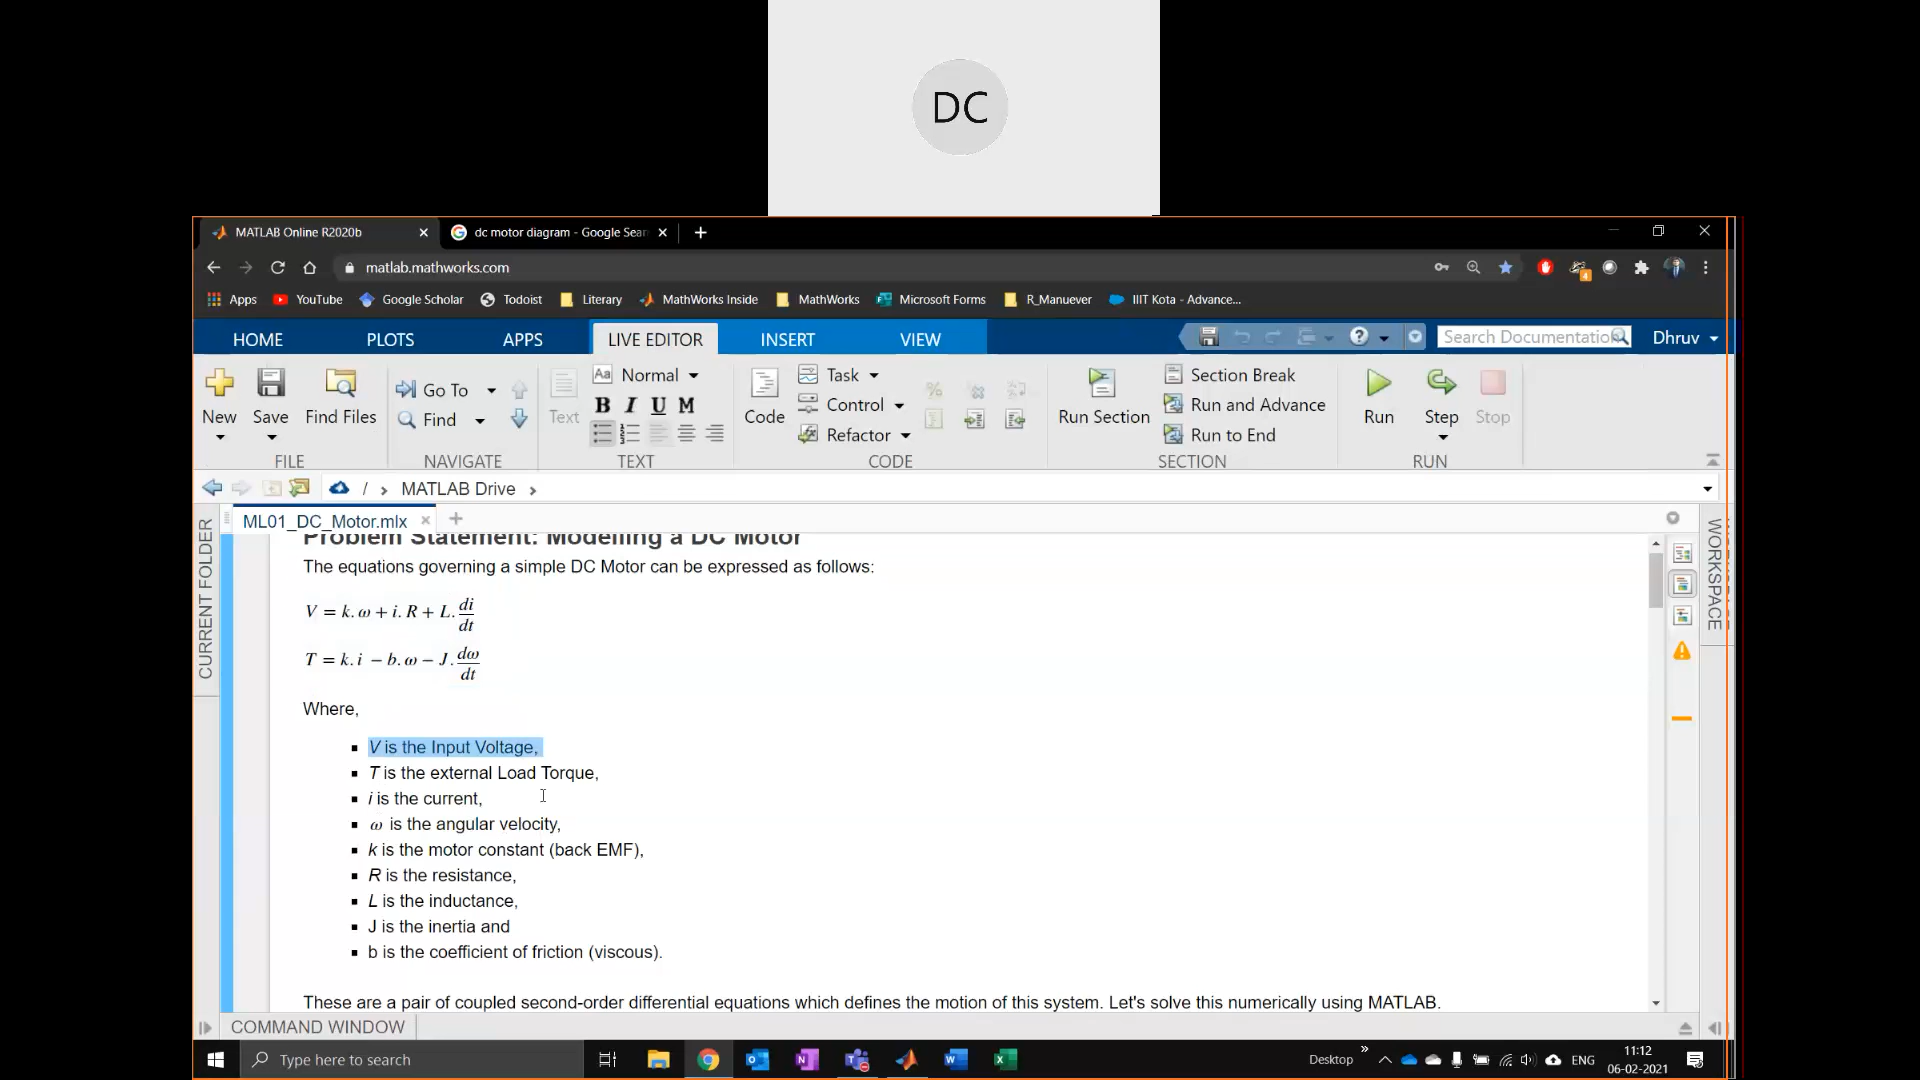 DC
MATLAB Online R2020b
dc motor diagram - Google Sear
matlab.mathworks.com
Apps YouTube Google Scholar Todoist Literary MathWorks Inside MathWorks Microsoft Forms R_Manuever IIIT Kota - Advance...
HOME PLOTS APPS LIVE EDITOR INSERT VIEW Search Documentation Dhruv
New Save Find Files Go To Find Text Aa Normal B I U M Code Task Control Refactor Run Section Section Break Run and Advance Run to End Run Step Stop
FILE NAVIGATE TEXT CODE SECTION RUN
/ MATLAB Drive
ML01_DC_Motor.mlx
CURRENT FOLDER
WORKSPACE
Problem Statement: Modelling a DC Motor
The equations governing a simple DC Motor can be expressed as follows:
V = k. ω + i. R + L. di/dt
T = k. i − b. ω − J. dω/dt
Where,
▪ V is the Input Voltage,
▪ T is the external Load Torque,
▪ i is the current,
▪ ω is the angular velocity,
▪ k is the motor constant (back EMF),
▪ R is the resistance,
▪ L is the inductance,
▪ J is the inertia and
▪ b is the coefficient of friction (viscous).
These are a pair of coupled second-order differential equations which defines the motion of this system. Let's solve this numerically using MATLAB.
COMMAND WINDOW
Type here to search
Desktop ENG 11:12
06-02-2021